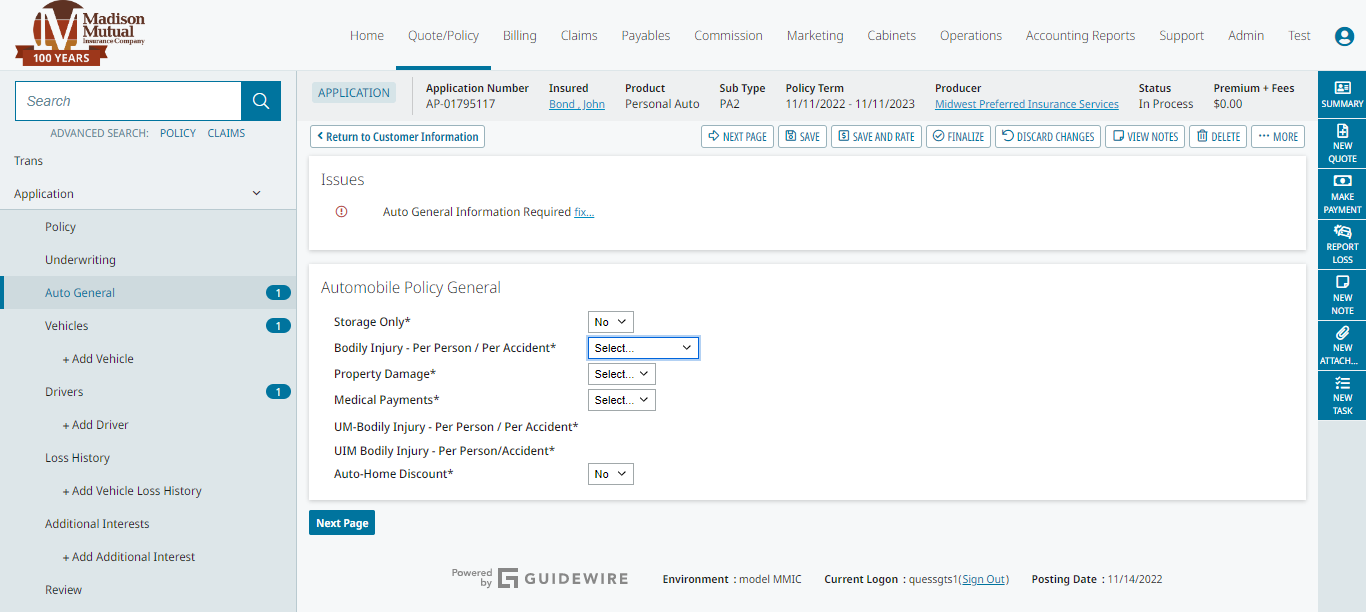 Madison
Mutual
Insurance Company
100 YEARS
Home Quote/Policy Billing Claims Payables Commission Marketing Cabinets Operations Accounting Reports Support Admin Test
Search
ADVANCED SEARCH: POLICY CLAIMS
Trans
Application
Policy
Underwriting
Auto General 1
Vehicles 1
+ Add Vehicle
Drivers 1
+ Add Driver
Loss History
+ Add Vehicle Loss History
Additional Interests
+ Add Additional Interest
Review
APPLICATION
Application Number Insured Product Sub Type Policy Term Producer Status Premium + Fees
AP-01795117 Bond , John Personal Auto PA2 11/11/2022 - 11/11/2023 Midwest Preferred Insurance Services In Process $0.00
Return to Customer Information NEXT PAGE SAVE SAVE AND RATE FINALIZE DISCARD CHANGES VIEW NOTES DELETE ··· MORE
Issues
Auto General Information Required fix...
Automobile Policy General
Storage Only* No
Bodily Injury - Per Person / Per Accident* Select...
Property Damage* Select...
Medical Payments* Select...
UM-Bodily Injury - Per Person / Per Accident*
UIM Bodily Injury - Per Person/Accident*
Auto-Home Discount* No
Next Page
Powered
by
GUIDEWIRE Environment : model MMIC Current Logon : quessgts1(Sign Out) Posting Date : 11/14/2022
SUMMARY
NEW
QUOTE
MAKE
PAYMENT
REPORT
LOSS
NEW
NOTE
NEW
ATTACH...
NEW
TASK